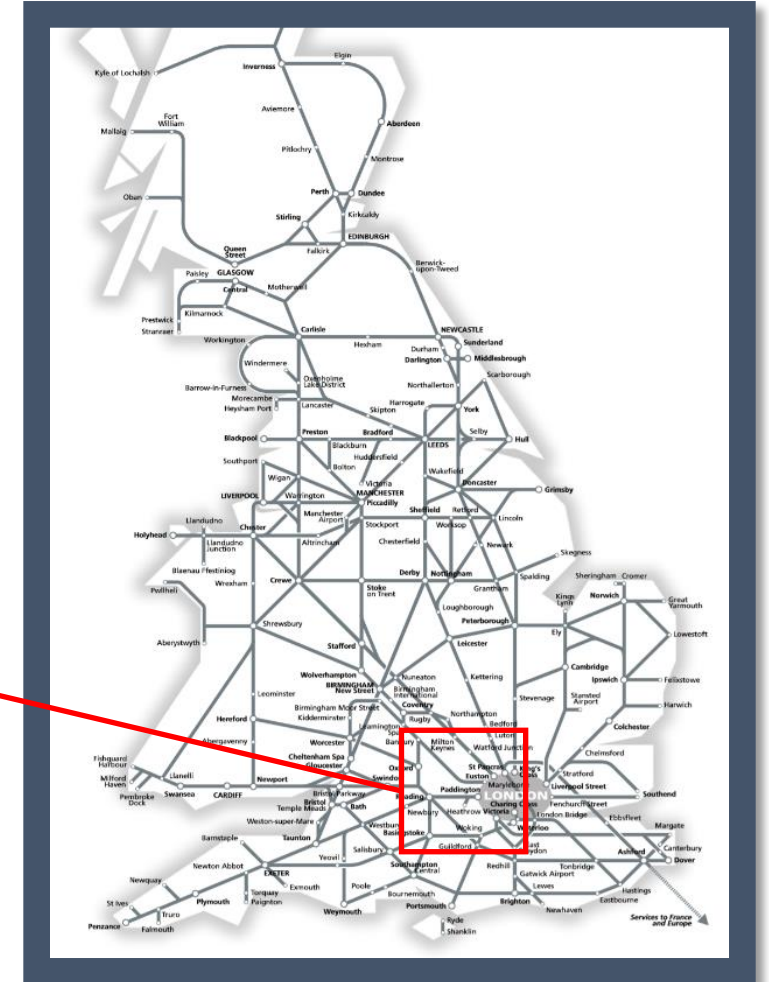 Elgin
Inverness
Kyle of Lochalsh
Aviemore
Fort
William
Mallaig
Aberdeen
Pitlochry
Montrose
Oban
Perth
Dundee
Stirling
Kirkcaldy
EDINBURGH
Queen
Street
Falkirk
Berwick-
upon-Tweed
Paisley
GLASGOW
Central
Motherwell
Prestwick
Kilmarnock
Stranraer
Carlisle
NEWCASTLE
Workington
Hexham
Sunderland
Durham
Darlington
Middlesbrough
Windermere
Oxenholme
Lake District
Scarborough
Barrow-in-Furness
Northallerton
Morecambe
Heysham Port
Lancaster
Skipton
Harrogate
York
Blackpool
Preston
Bradford
Selby
Hull
Blackburn
LEEDS
Huddersfield
Southport
Bolton
Wakefield
Wigan
Victoria
Doncaster
LIVERPOOL
Warrington
MANCHESTER
Piccadilly
Grimsby
Manchester
Airport
Sheffield
Retford
Llandudno
Stockport
Worksop
Lincoln
Holyhead
Chester
Llandudno
Junction
Altrincham
Chesterfield
Newark
Skegness
Blaenau Ffestiniog
Wrexham
Crewe
Stoke
on Trent
Derby
Nottingham
Grantham
Spalding
Sheringham
Cromer
Pwllheli
Kings
Lynn
Norwich
Great
Yarmouth
Loughborough
Shrewsbury
Peterborough
Aberystwyth
Stafford
Leicester
Ely
Lowestoft
Wolverhampton
Nuneaton
Kettering
Cambridge
BIRMINGHAM
New Street
Birmingham
International
Ipswich
Felixstowe
Leominster
Birmingham Moor Street
Coventry
Stevenage
Stansted
Airport
Harwich
Hereford
Kidderminster
Rugby
Northampton
Leamington
Spa
Bedford
Colchester
Abergavenny
Worcester
Banbury
Milton
Keynes
Luton
Cheltenham Spa
Watford Junction
Chelmsford
Fishguard
Harbour
Gloucester
Oxford
St Pancras
King's
Cross
Llanelli
Newport
Swindon
Euston
Stratford
Milford
Haven
Marylebone
Liverpool Street
Pembroke
Dock
Swansea
CARDIFF
Bristol Parkway
Reading
Paddington
LONDON
Southend
Bristol
Temple Meads
Bath
Newbury
Heathrow
Victoria
Charing Cross
Fenchurch Street
London Bridge
Ebbsfleet
Weston-super-Mare
Westbury
Woking
Waterloo
Margate
Barnstaple
Taunton
Basingstoke
East
Croydon
Canterbury
Yeovil
Salisbury
Guildford
Ashford
Dover
Newton Abbot
Southampton
Central
Redhill
Tonbridge
Newquay
EXETER
Gatwick Airport
Exmouth
Poole
Lewes
Hastings
St Ives
Plymouth
Torquay
Paignton
Bournemouth
Eastbourne
Truro
Weymouth
Portsmouth
Brighton
Newhaven
Penzance
Falmouth
Ryde
Shanklin
Services to France
and Europe